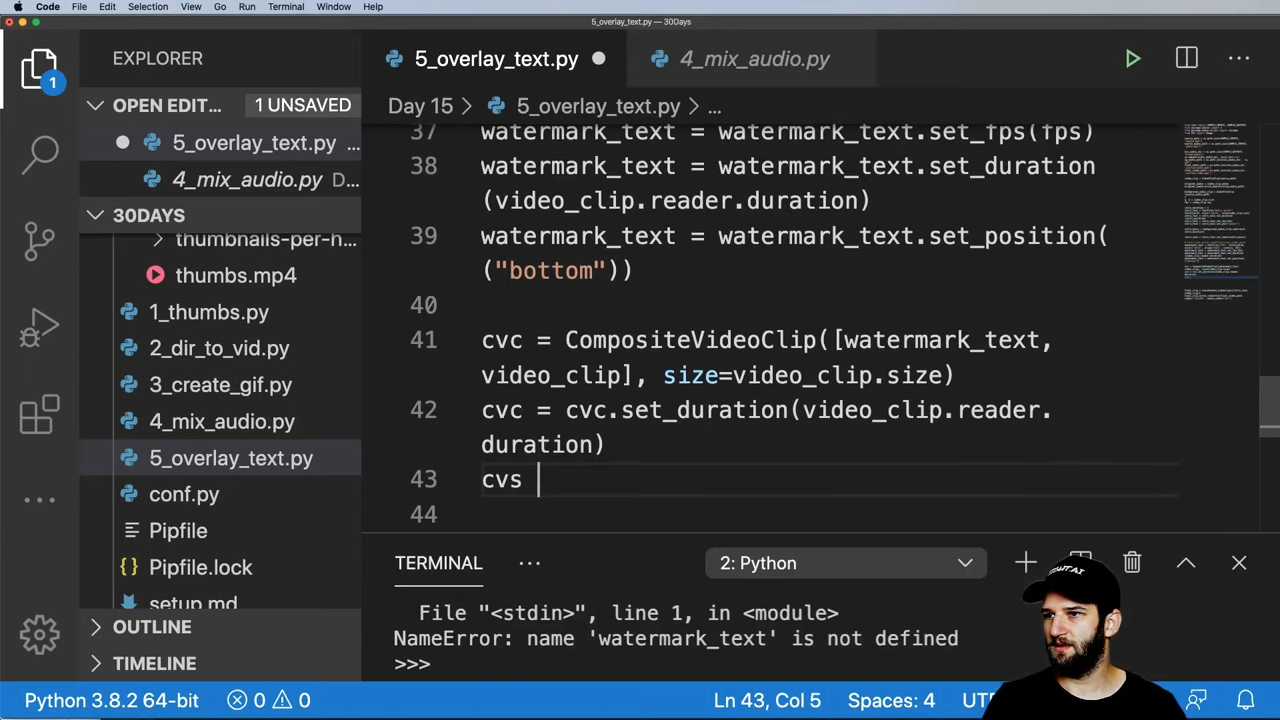 Code File Edit Selection View Go Run Terminal Window Help
5_overlay_text.py — 30Days
EXPLORER
5_overlay_text.py
4_mix_audio.py
OPEN EDIT... 1 UNSAVED
1
Day 15 > 5_overlay_text.py > ...
5_overlay_text.py ...
4_mix_audio.py D...
30DAYS
thumbnails-per-n...
thumbs.mp4
1_thumbs.py
2_dir_to_vid.py
3_create_gif.py
4_mix_audio.py
5_overlay_text.py
conf.py
Pipfile
Pipfile.lock
setup.md
OUTLINE
TIMELINE
37 watermark_text = watermark_text.set_fps(fps)
38 watermark_text = watermark_text.set_duration
(video_clip.reader.duration)
39 watermark_text = watermark_text.set_position(
("bottom"))
40
41 cvc = CompositeVideoClip([watermark_text,
video_clip], size=video_clip.size)
42 cvc = cvc.set_duration(video_clip.reader.
duration)
43 cvs
44
TERMINAL ... 2: Python
File "<stdin>", line 1, in <module>
NameError: name 'watermark_text' is not defined
>>>
Python 3.8.2 64-bit 0 0 Ln 43, Col 5 Spaces: 4